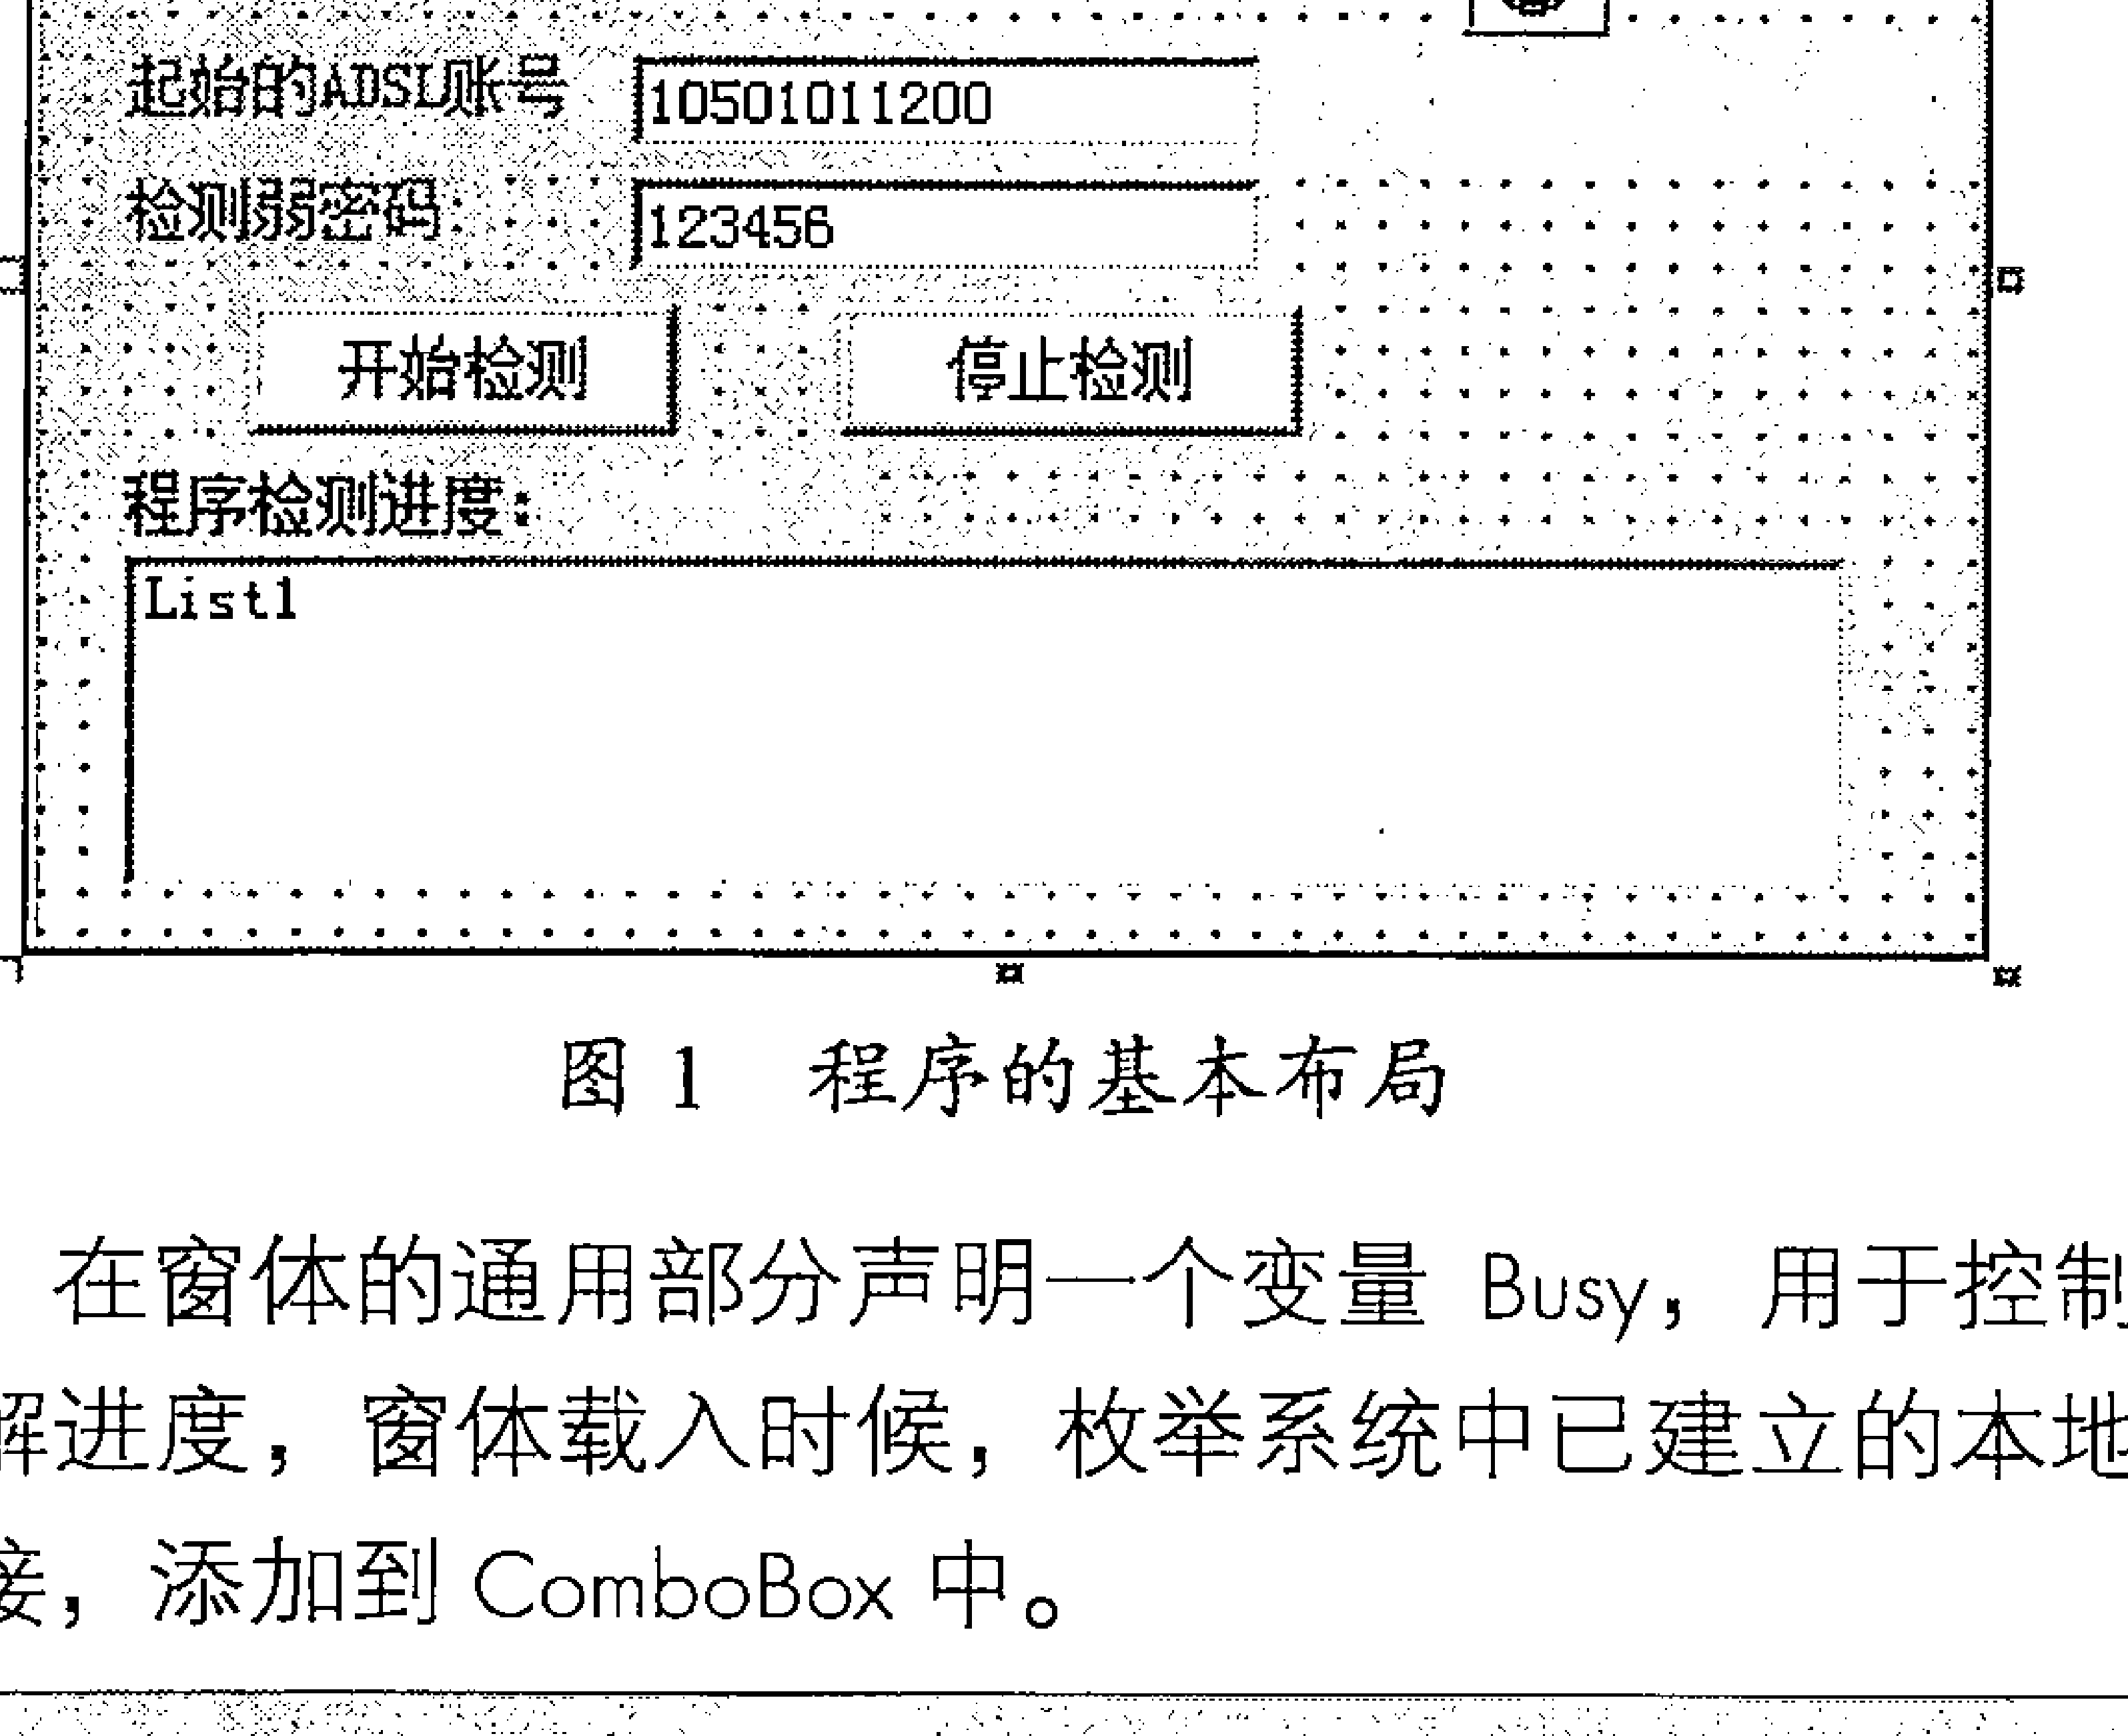 起始的ADSL账号
10501011200
检测弱密码:
123456
开始检测
停止检测
程序检测进度:
List1
图 1 程序的基本布局
在窗体的通用部分声明一个变量 Busy，用于控制
解进度，窗体载入时候，枚举系统中已建立的本地
接，添加到 ComboBox 中。